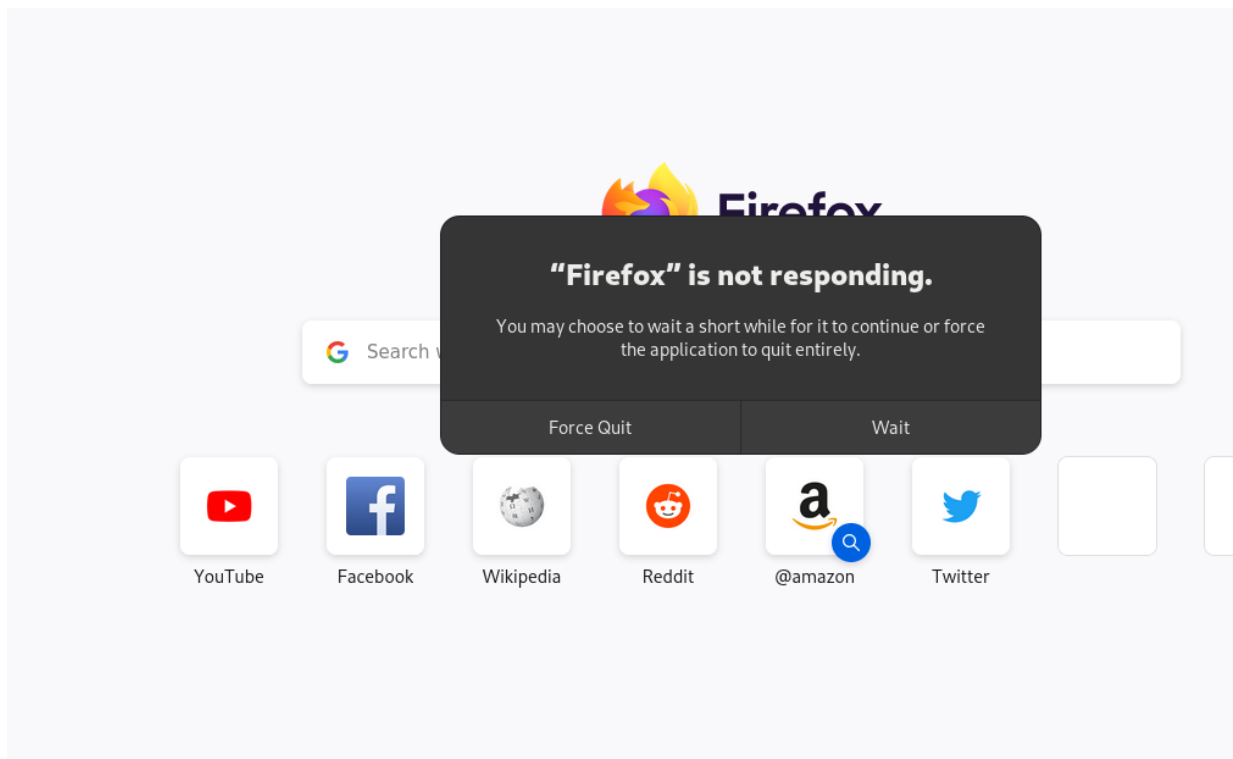 Firefox
“Firefox” is not responding.
You may choose to wait a short while for it to continue or force
the application to quit entirely.
Search
Force Quit
Wait
YouTube
Facebook
Wikipedia
Reddit
@amazon
Twitter